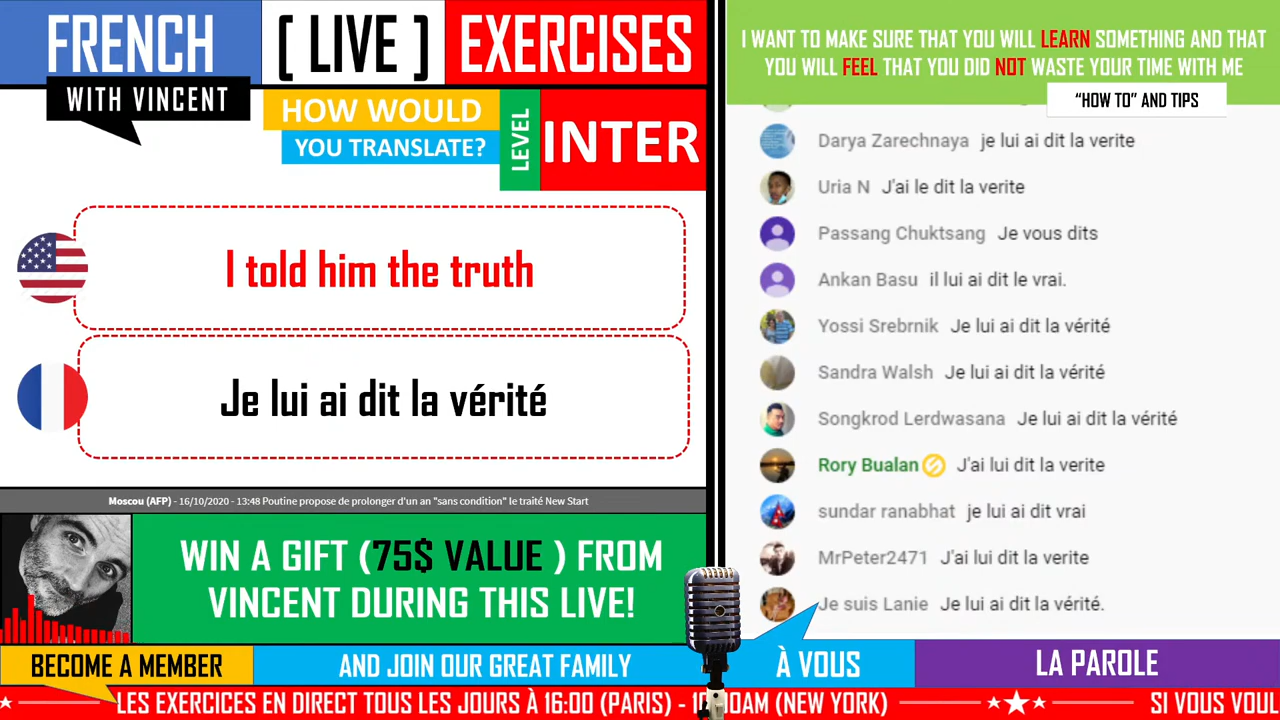 FRENCH
WITH VINCENT
[ LIVE ]
EXERCISES
HOW WOULD
YOU TRANSLATE?
LEVEL
INTER
I told him the truth
Je lui ai dit la vérité
Moscou (AFP) - 16/10/2020 - 13:48 Poutine propose de prolonger d'un an "sans condition" le traité New Start
WIN A GIFT (75$ VALUE ) FROM
VINCENT DURING THIS LIVE!
BECOME A MEMBER
AND JOIN OUR GREAT FAMILY
I WANT TO MAKE SURE THAT YOU WILL LEARN SOMETHING AND THAT
YOU WILL FEEL THAT YOU DID NOT WASTE YOUR TIME WITH ME
“HOW TO” AND TIPS
Darya Zarechnaya je lui ai dit la verite
Uria N J'ai le dit la verite
Passang Chuktsang Je vous dits
Ankan Basu il lui ai dit le vrai.
Yossi Srebrnik Je lui ai dit la vérité
Sandra Walsh Je lui ai dit la vérité
Songkrod Lerdwasana Je lui ai dit la vérité
Rory Bualan J'ai lui dit la verite
sundar ranabhat je lui ai dit vrai
MrPeter2471 J'ai lui dit la verite
Je suis Lanie Je lui ai dit la vérité.
À VOUS
LA PAROLE
LES EXERCICES EN DIRECT TOUS LES JOURS À 16:00 (PARIS) - 00AM (NEW YORK)
SI VOUS